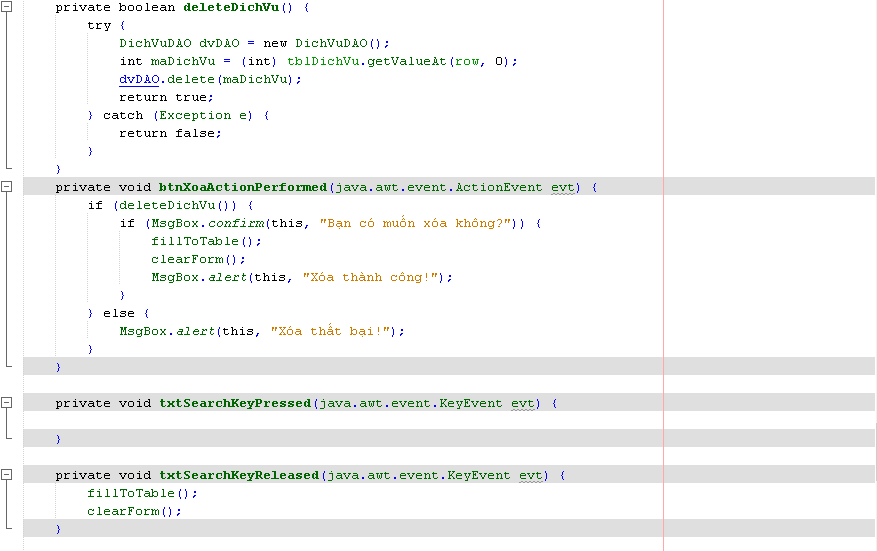 private boolean deleteDichVu() {
try {
DichVuDAO dvDAO = new DichVuDAO();
int maDichVu = (int) tblDichVu.getValueAt(row, 0);
dvDAO.delete(maDichVu);
return true;
} catch (Exception e) {
return false;
}
}
private void btnXoaActionPerformed(java.awt.event.ActionEvent evt) {
if (deleteDichVu()) {
if (MsgBox.confirm(this, "Bạn có muốn xóa không?")) {
fillToTable();
clearForm();
MsgBox.alert(this, "Xóa thành công!");
}
} else {
MsgBox.alert(this, "Xóa thất bại!");
}
}
private void txtSearchKeyPressed(java.awt.event.KeyEvent evt) {
}
private void txtSearchKeyReleased(java.awt.event.KeyEvent evt) {
fillToTable();
clearForm();
}